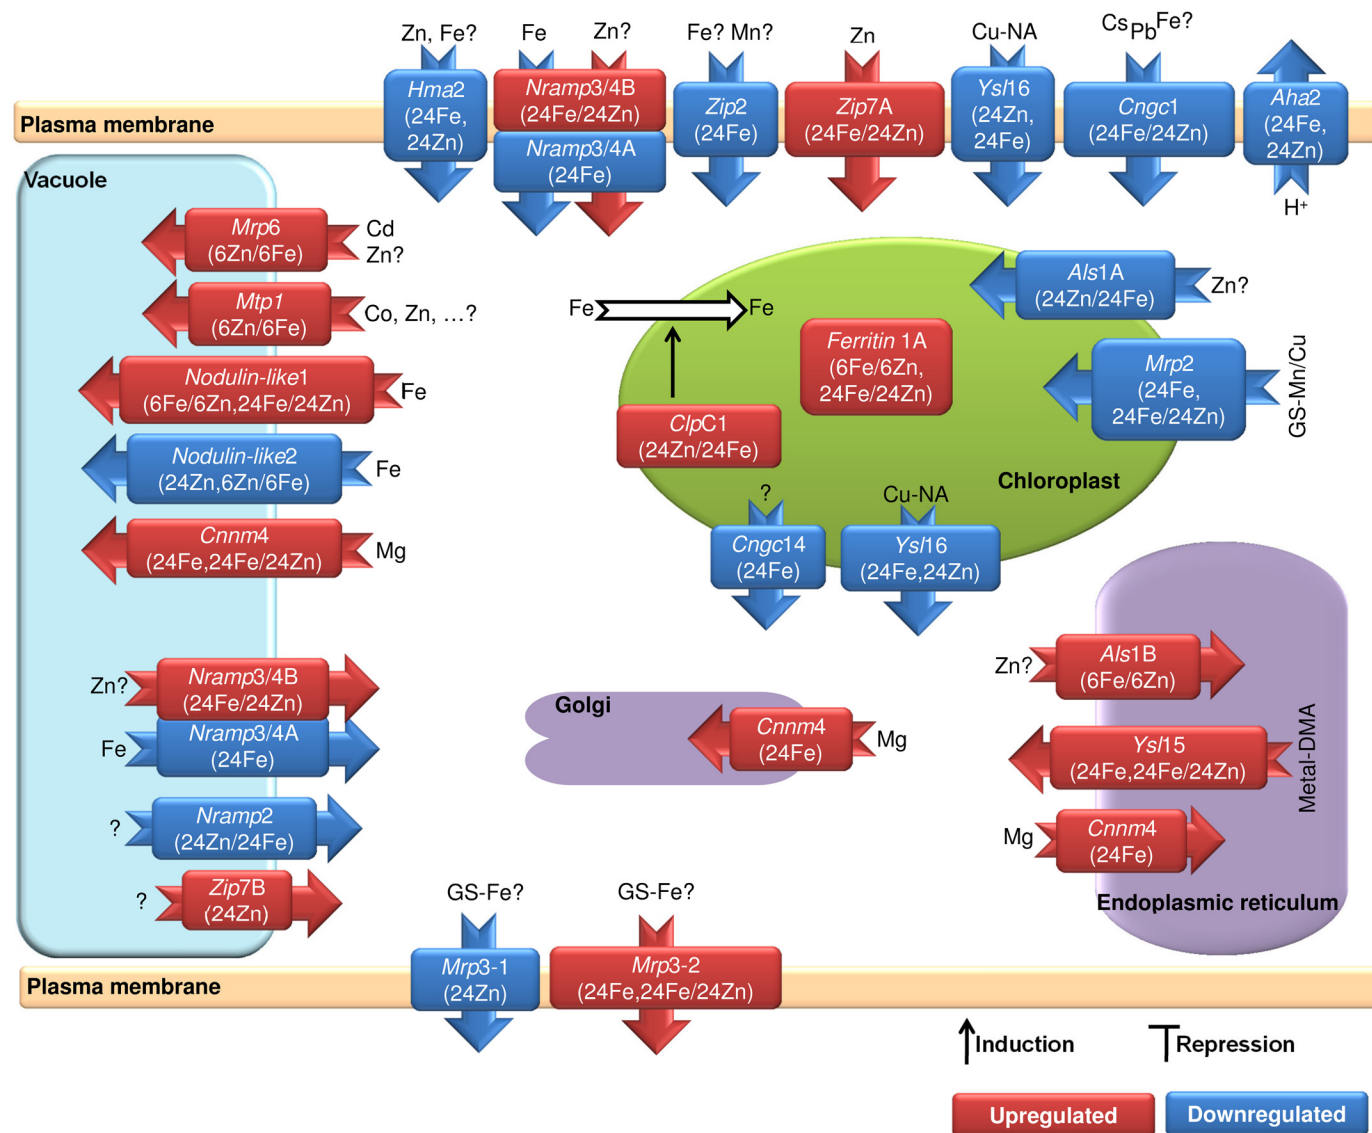 Zn, Fe?
Fe
Zn?
Fe? Mn?
Zn
Cu-NA
Cs Pb Fe?
Hma2
(24Fe,
24Zn)
Nramp3/4B
(24Fe/24Zn)
Nramp3/4A
(24Fe)
Zip2
(24Fe)
Zip7A
(24Fe/24Zn)
Ysl16
(24Zn,
24Fe)
Cngc1
(24Fe/24Zn)
Aha2
(24Fe,
24Zn)
H+
Plasma membrane
Vacuole
Mrp6
(6Zn/6Fe)
Cd
Zn?
Mtp1
(6Zn/6Fe)
Co, Zn, ...?
Nodulin-like1
(6Fe/6Zn,24Fe/24Zn)
Fe
Nodulin-like2
(24Zn,6Zn/6Fe)
Fe
Cnnm4
(24Fe,24Fe/24Zn)
Mg
Zn?
Nramp3/4B
(24Fe/24Zn)
Fe
Nramp3/4A
(24Fe)
?
Nramp2
(24Zn/24Fe)
?
Zip7B
(24Zn)
Fe
Fe
Ferritin 1A
(6Fe/6Zn,
24Fe/24Zn)
ClpC1
(24Zn/24Fe)
Als1A
(24Zn/24Fe)
Zn?
Mrp2
(24Fe,
24Fe/24Zn)
GS-Mn/Cu
Chloroplast
?
Cngc14
(24Fe)
Cu-NA
Ysl16
(24Fe,24Zn)
Golgi
Cnnm4
(24Fe)
Mg
Zn?
Als1B
(6Fe/6Zn)
Ysl15
(24Fe,24Fe/24Zn)
Metal-DMA
Mg
Cnnm4
(24Fe)
Endoplasmic reticulum
GS-Fe?
GS-Fe?
Plasma membrane
Mrp3-1
(24Zn)
Mrp3-2
(24Fe,24Fe/24Zn)
Induction
Repression
Upregulated
Downregulated